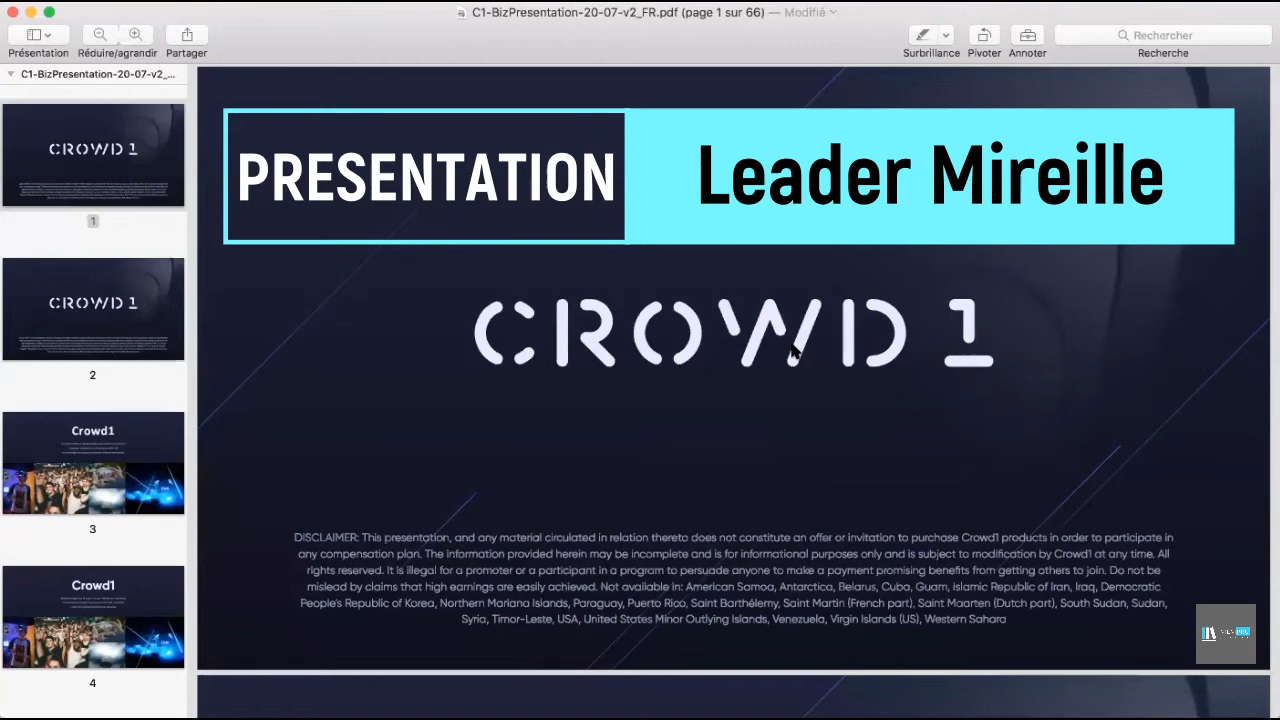 C1-BizPresentation-20-07-v2_FR.pdf (page 1 sur 66) — Modifié
Présentation
Réduire/agrandir
Partager
Surbrillance
Pivoter
Annoter
Rechercher
Recherche
C1-BizPresentation-20-07-v2_...
CROWD 1
1
CROWD 1
2
Crowd1
3
Crowd1
4
PRESENTATION
Leader Mireille
CROWD 1
DISCLAIMER: This presentation, and any material circulated in relation thereto does not constitute an offer or invitation to purchase Crowd1 products in order to participate in
any compensation plan. The information provided herein may be incomplete and is for informational purposes only and is subject to modification by Crowd1 at any time. All
rights reserved. It is illegal for a promoter or a participant in a program to persuade anyone to make a payment promising benefits from getting others to join. Do not be
mislead by claims that high earnings are easily achieved. Not available in: American Samoa, Antarctica, Belarus, Cuba, Guam, Islamic Republic of Iran, Iraq, Democratic
People's Republic of Korea, Northern Mariana Islands, Paraguay, Puerto Rico, Saint Barthélemy, Saint Martin (French part), Saint Maarten (Dutch part), South Sudan, Sudan,
Syria, Timor-Leste, USA, United States Minor Outlying Islands, Venezuela, Virgin Islands (US), Western Sahara